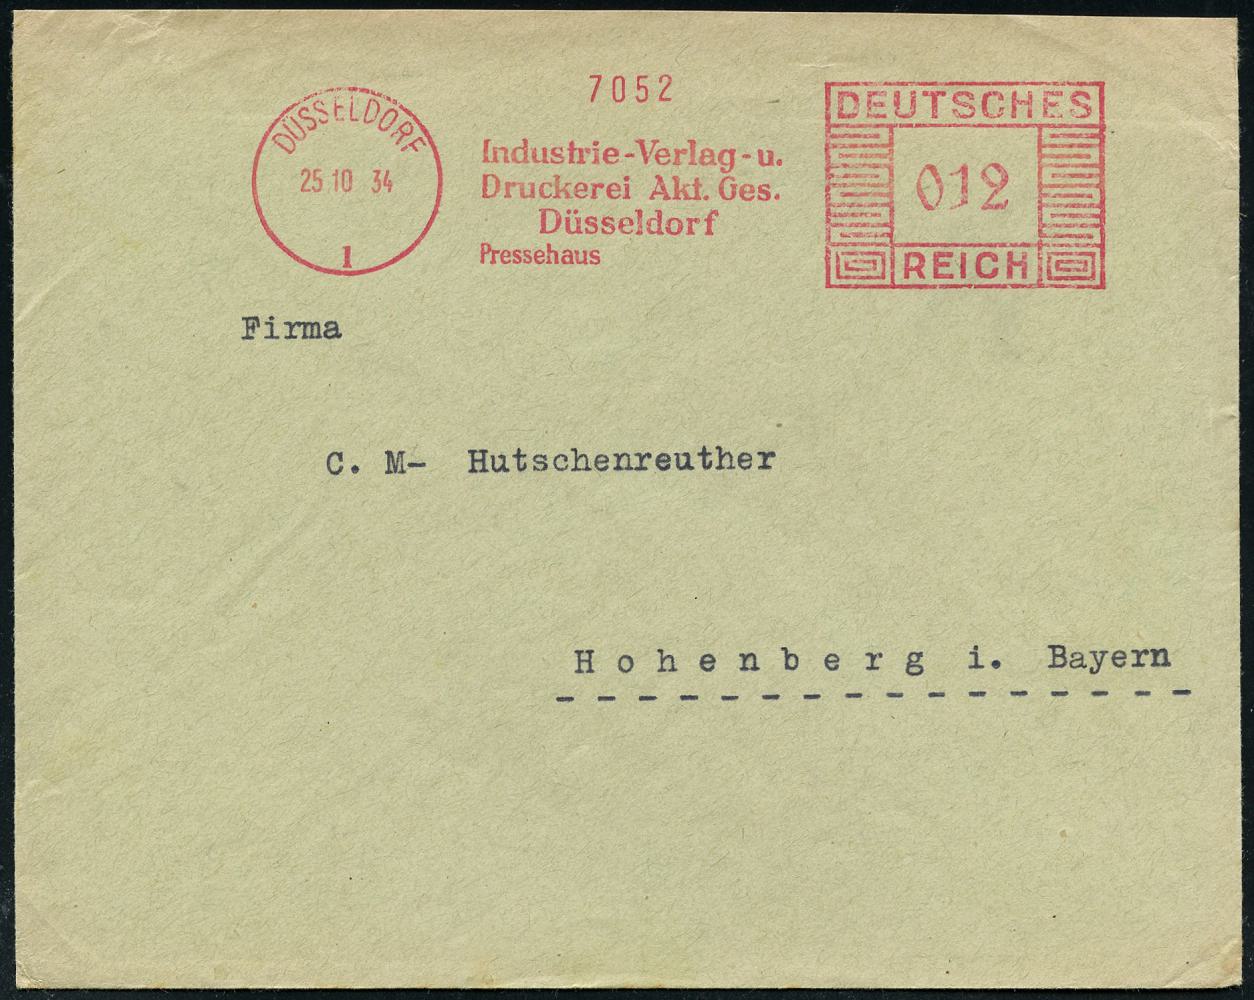 7052
DÜSSELDORF
25 10 34
1
Industrie-Verlag-u.
Druckerei Akt. Ges.
Düsseldorf
Pressehaus
DEUTSCHES
012
REICH
Firma
C. M- Hutschenreuther
Hohenberg i. Bayern